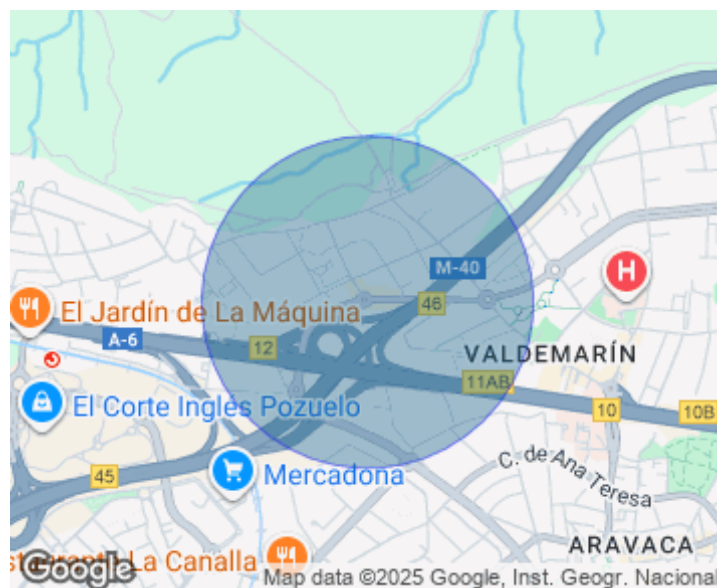 M-40
H
46
El Jardín de La Máquina
A-6
12
VALDEMARÍN
11AB
El Corte Inglés Pozuelo
10
10B
45
Mercadona
C. de Ana Teresa
ARAVACA
La Canalla
Google
Map data ©2025 Google, Inst. Geogr. Nacional